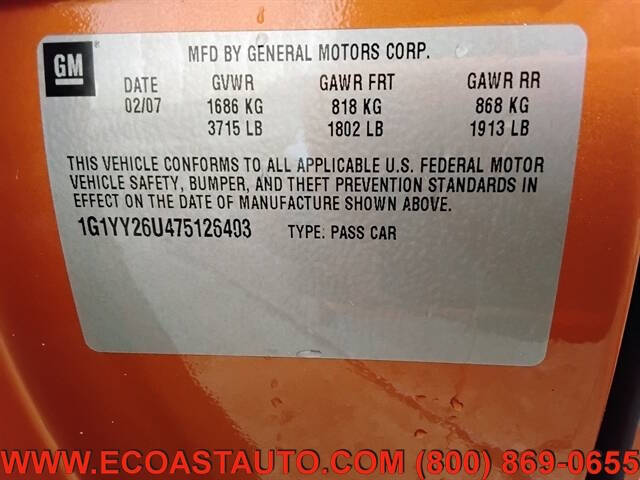 GM
MFD BY GENERAL MOTORS CORP.
DATE GVWR GAWR FRT GAWR RR
02/07 1686 KG 818 KG 868 KG
3715 LB 1802 LB 1913 LB
THIS VEHICLE CONFORMS TO ALL APPLICABLE U.S. FEDERAL MOTOR
VEHICLE SAFETY, BUMPER, AND THEFT PREVENTION STANDARDS IN
EFFECT ON THE DATE OF MANUFACTURE SHOWN ABOVE.
1G1YY26U475126403 TYPE: PASS CAR
WWW.ECOASTAUTO.COM (800) 869-0655